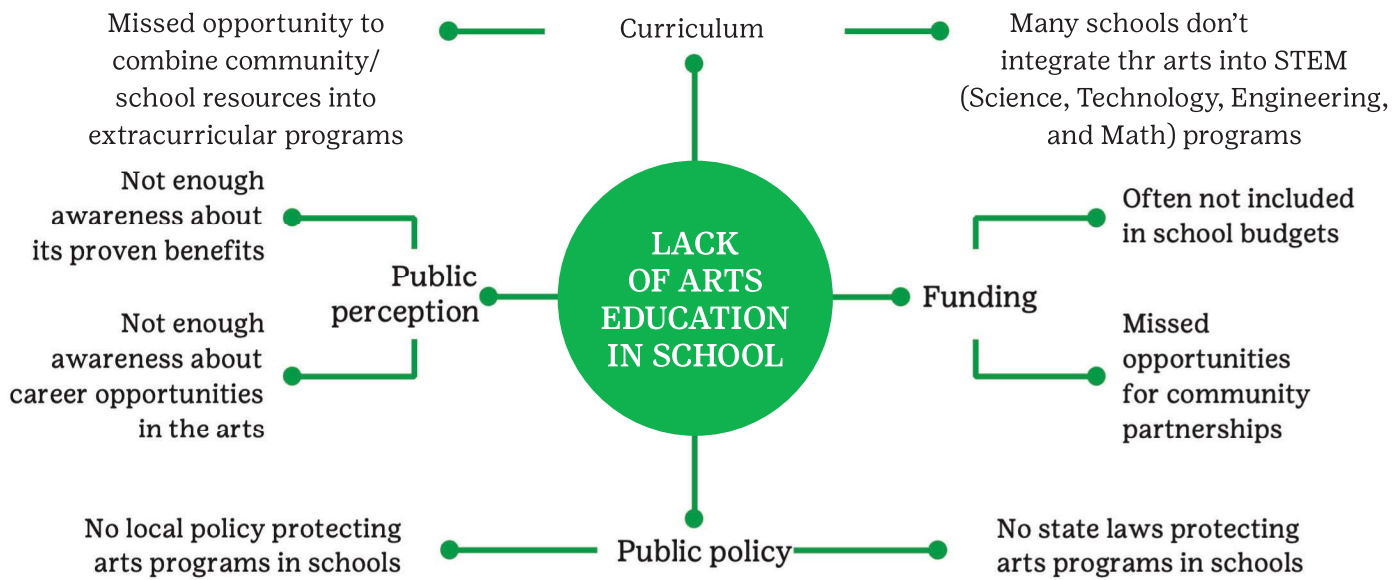 Missed opportunity to
combine community/
school resources into
extracurricular programs
Curriculum
Many schools don't
integrate thr arts into STEM
(Science, Technology, Engineering,
and Math) programs
Not enough
awareness about
its proven benefits
Public
perception
Not enough
awareness about
career opportunities
in the arts
LACK
OF ARTS
EDUCATION
IN SCHOOL
Often not included
in school budgets
Funding
Missed
opportunities
for community
partnerships
No local policy protecting
arts programs in schools
Public policy
No state laws protecting
arts programs in schools